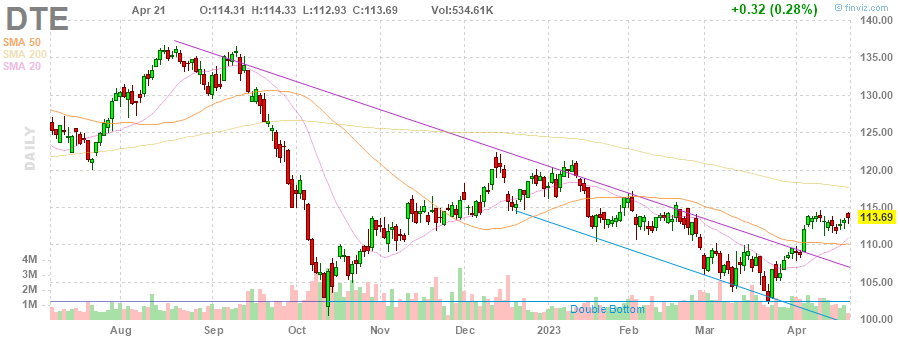 DTE
Apr 21 O:114.31 H:114.33 L:112.93 C:113.69 Vol:534.61K +0.32 (0.28%)
© finviz.com
SMA 50
SMA 200
SMA 20
DAILY
140.00
135.00
130.00
125.00
120.00
115.00
113.69
110.00
105.00
100.00
4M
3M
2M
1M
Double Bottom
Aug Sep Oct Nov Dec 2023 Feb Mar Apr